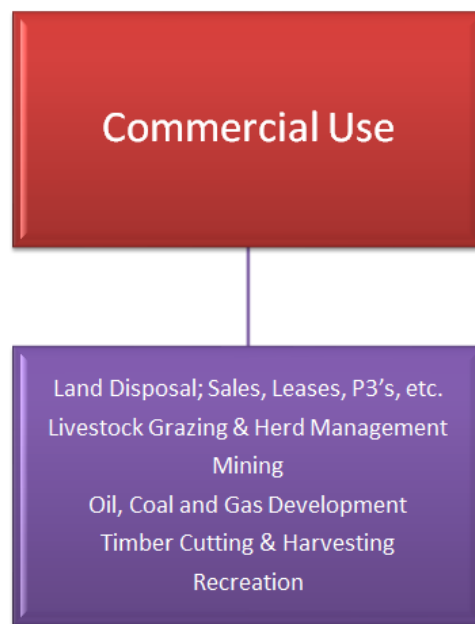 Commercial Use
Land Disposal; Sales, Leases, P3's, etc.
Livestock Grazing & Herd Management
Mining
Oil, Coal and Gas Development
Timber Cutting & Harvesting
Recreation